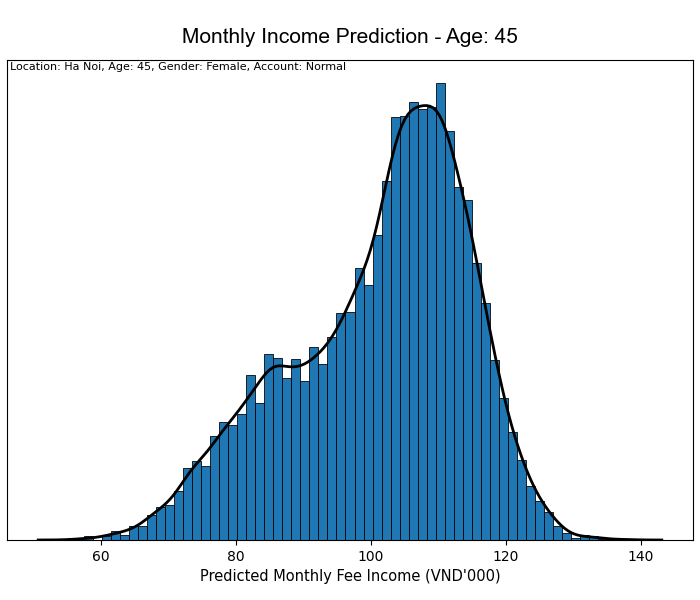 Monthly Income Prediction - Age: 45
Location: Ha Noi, Age: 45, Gender: Female, Account: Normal
60 80 100 120 140
Predicted Monthly Fee Income (VND'000)